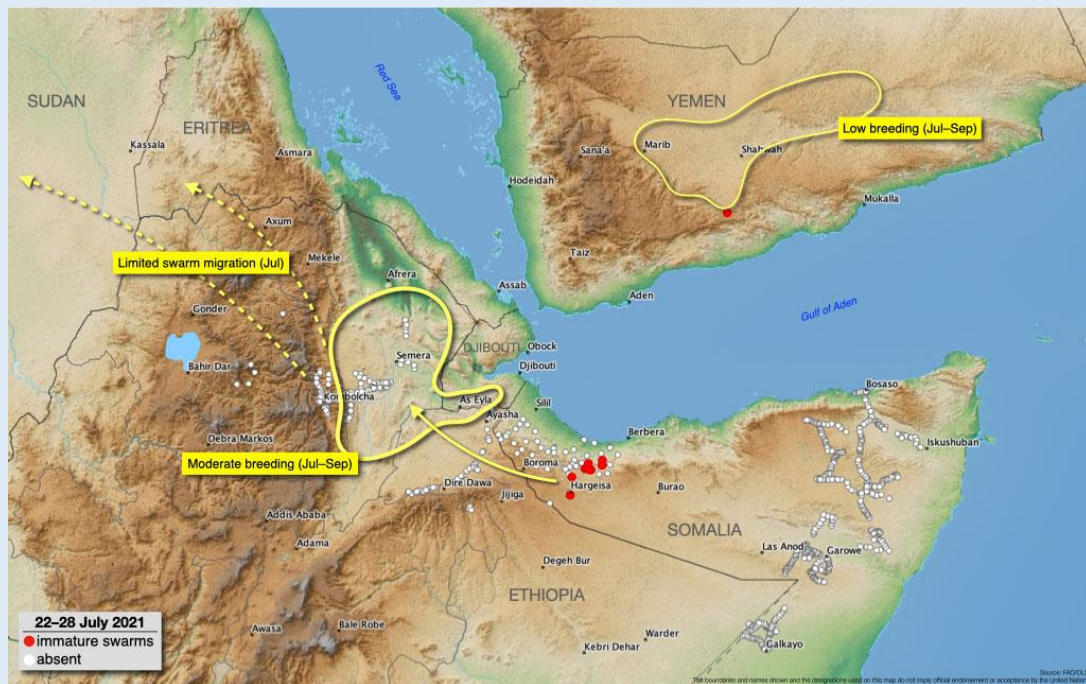 SUDAN
Kassala
ERITREA
Asmara
Red Sea
YEMEN
Sana'a
Marib
Shabwah
Low breeding (Jul–Sep)
Hodeidah
Mukalla
Taiz
Axum
Mekele
Limited swarm migration (Jul)
Afrera
Assab
Aden
Gulf of Aden
Gonder
DJIBOUTI
Obock
Djibouti
Semera
Bahir Dar
Kombolcha
As Eyla
Ayasha
Silil
Bosaso
Iskushuban
Debra Markos
Berbera
Moderate breeding (Jul–Sep)
Boroma
Hargeisa
Burao
Dire Dawa
Jijiga
Addis Ababa
Adama
SOMALIA
Las Anod
Garowe
Degeh Bur
ETHIOPIA
Awasa
Bale Robe
Warder
Kebri Dehar
Galkayo
22–28 July 2021
immature swarms
absent
Source: FAO/DL
The boundaries and names shown and the designations used on this map do not imply official endorsement or acceptance by the United Nation